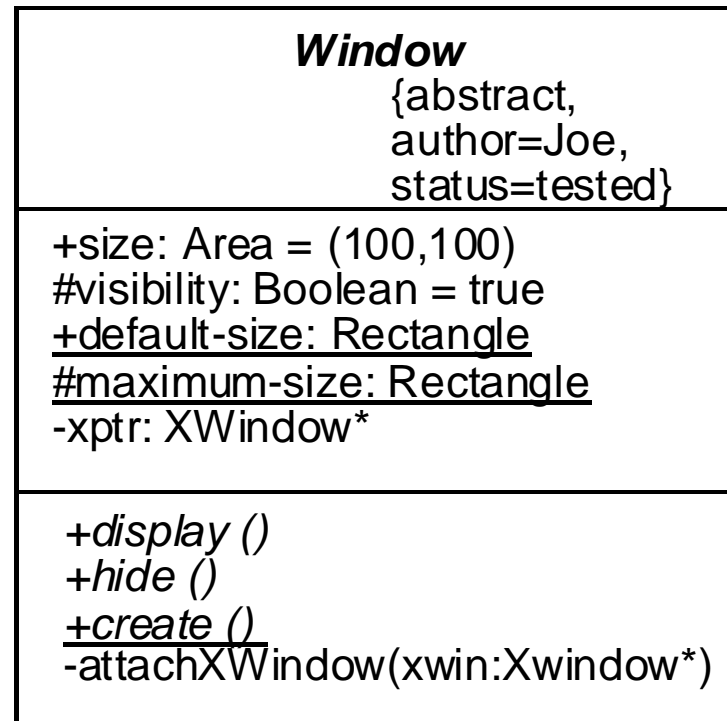 Window
{abstract,
author=Joe,
status=tested}
+size: Area = (100,100)
#visibility: Boolean = true
+default-size: Rectangle
#maximum-size: Rectangle
-xptr: XWindow*
+display ()
+hide ()
+create ()
-attachXWindow(xwin:Xwindow*)